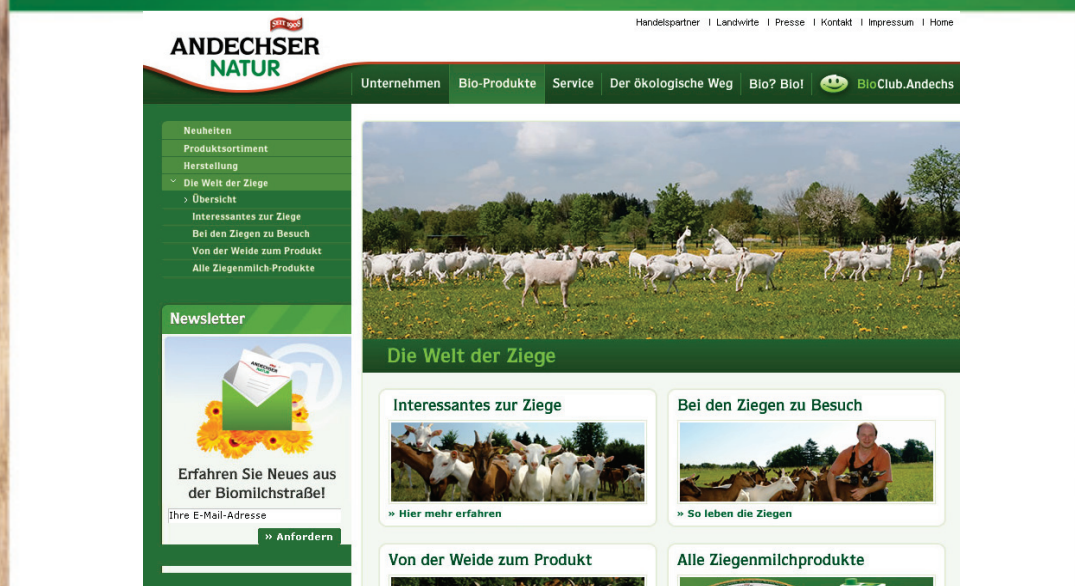 Handelspartner | Landwirte | Presse | Kontakt | Impressum | Home
SEIT 1908
ANDECHSER
NATUR
Unternehmen
Bio-Produkte
Service
Der ökologische Weg
Bio? Bio!
BioClub.Andechs
Neuheiten
Produktsortiment
Herstellung
Die Welt der Ziege
› Übersicht
Interessantes zur Ziege
Bei den Ziegen zu Besuch
Von der Weide zum Produkt
Alle Ziegenmilch-Produkte
Newsletter
@
ANDECHSER
NATUR
Erfahren Sie Neues aus
der Biomilchstraße!
Ihre E-Mail-Adresse
» Anfordern
Die Welt der Ziege
Interessantes zur Ziege
» Hier mehr erfahren
Bei den Ziegen zu Besuch
» So leben die Ziegen
Von der Weide zum Produkt
Alle Ziegenmilchprodukte